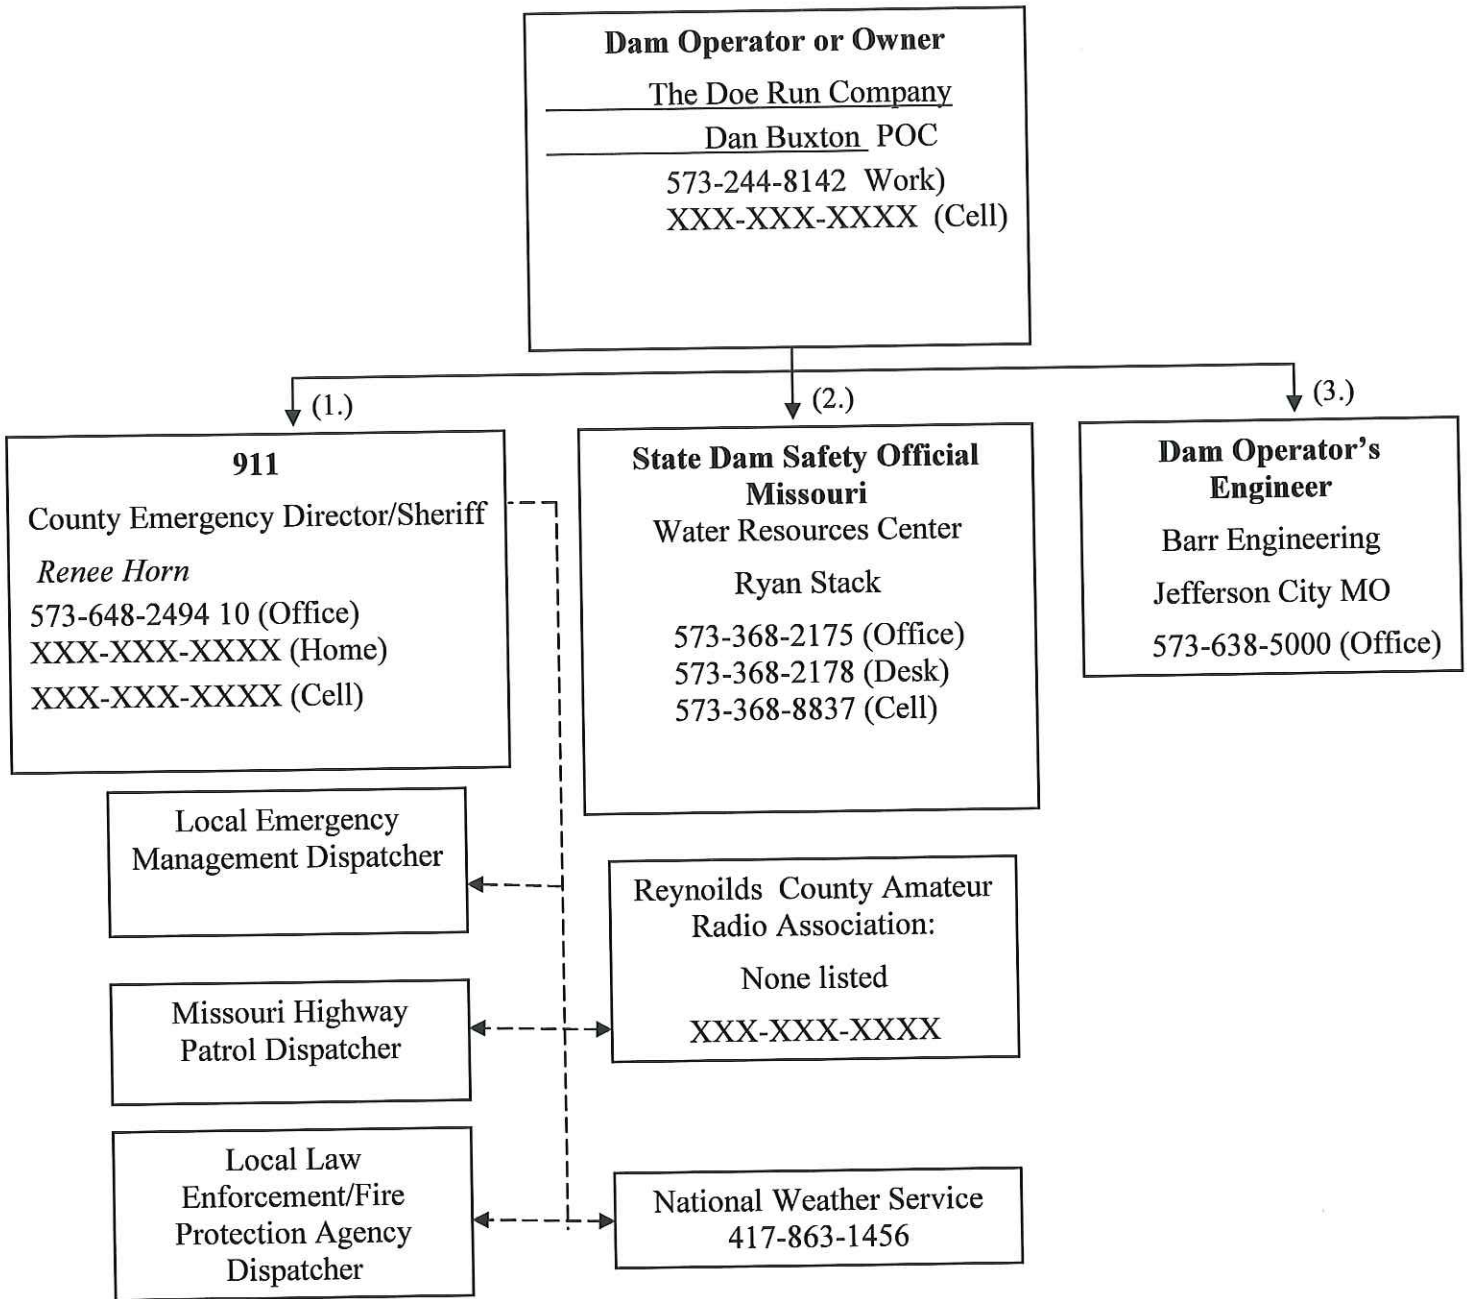 Dam Operator or Owner
The Doe Run Company
Dan Buxton POC
573-244-8142 Work)
XXX-XXX-XXXX (Cell)
(1.)
(2.)
(3.)
911
County Emergency Director/Sheriff
Renee Horn
573-648-2494 10 (Office)
XXX-XXX-XXXX (Home)
XXX-XXX-XXXX (Cell)
State Dam Safety Official
Missouri
Water Resources Center
Ryan Stack
573-368-2175 (Office)
573-368-2178 (Desk)
573-368-8837 (Cell)
Dam Operator's
Engineer
Barr Engineering
Jefferson City MO
573-638-5000 (Office)
Local Emergency
Management Dispatcher
Reynoilds County Amateur
Radio Association:
None listed
XXX-XXX-XXXX
Missouri Highway
Patrol Dispatcher
Local Law
Enforcement/Fire
Protection Agency
Dispatcher
National Weather Service
417-863-1456